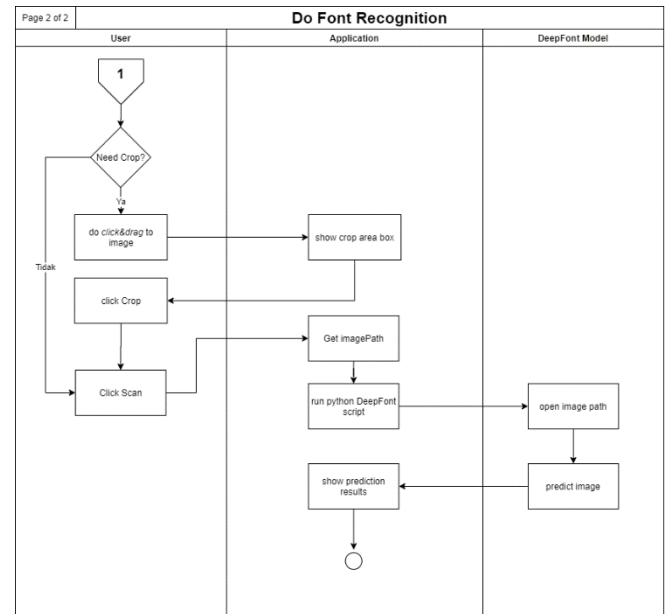 Page 2 of 2
Do Font Recognition
User
Application
DeepFont Model
1
Need Crop?
Ya
do click&drag to
image
show crop area box
Tidak
click Crop
Get imagePath
Click Scan
run python DeepFont
script
open image path
show prediction
results
predict image